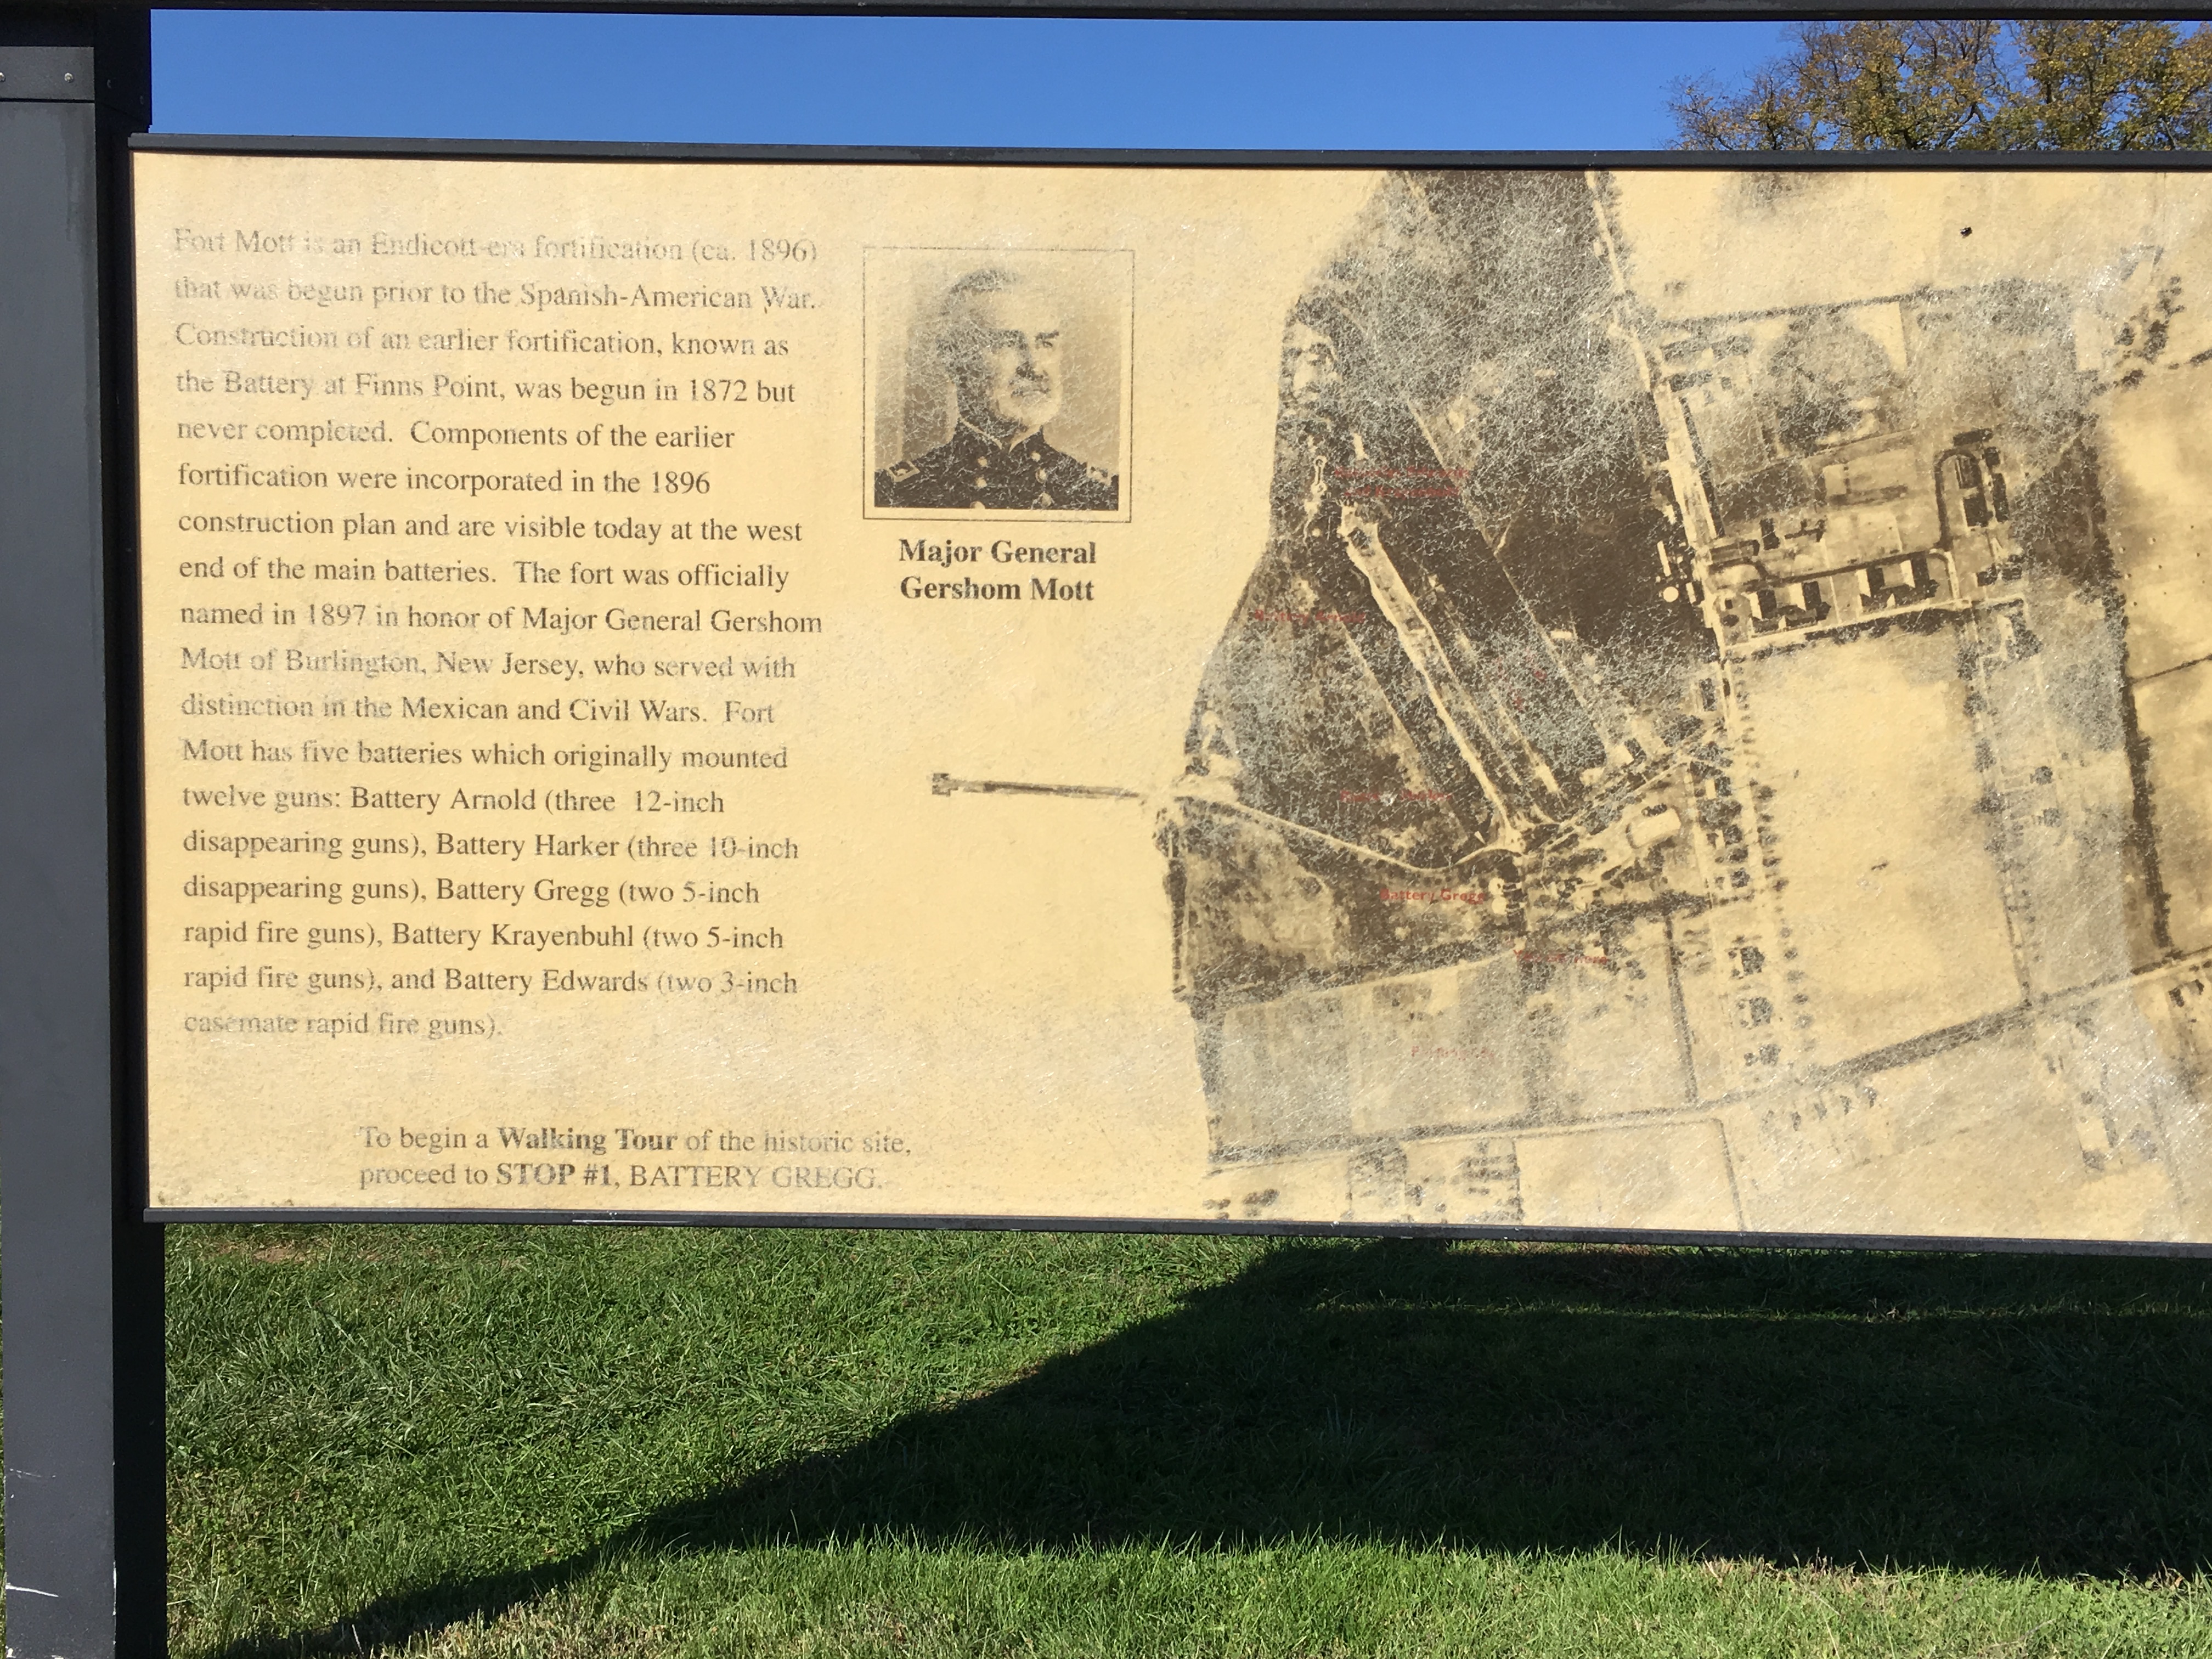 Fort Mott is an Endicott-era fortification (ca. 1896)
that was begun prior to the Spanish-American War.
Construction of an earlier fortification, known as
the Battery at Finns Point, was begun in 1872 but
never completed. Components of the earlier
fortification were incorporated in the 1896
construction plan and are visible today at the west
end of the main batteries. The fort was officially
named in 1897 in honor of Major General Gershom
Mott of Burlington, New Jersey, who served with
distinction in the Mexican and Civil Wars. Fort
Mott has five batteries which originally mounted
twelve guns: Battery Arnold (three 12-inch
disappearing guns), Battery Harker (three 10-inch
disappearing guns), Battery Gregg (two 5-inch
rapid fire guns), Battery Krayenbuhl (two 5-inch
rapid fire guns), and Battery Edwards (two 3-inch
casemate rapid fire guns).
To begin a Walking Tour of the historic site,
proceed to STOP #1, BATTERY GREGG.
Major General
Gershom Mott
Battery Gregg